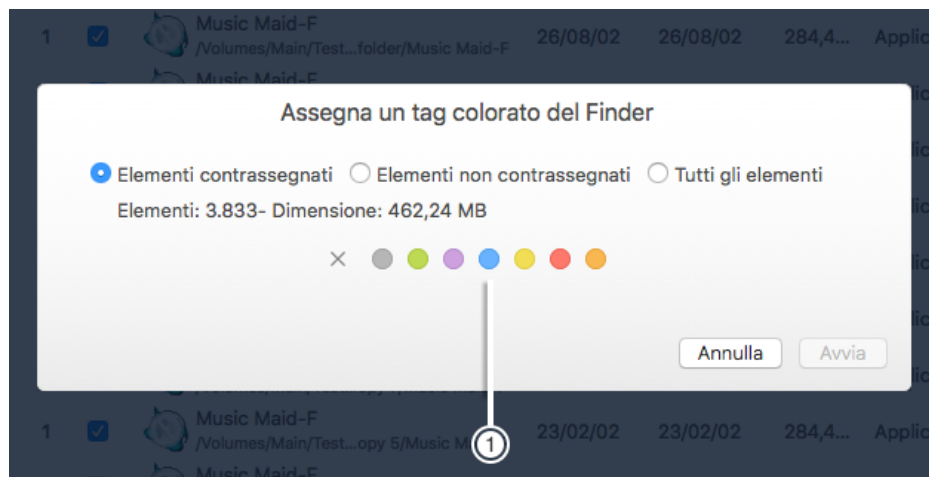 Music Maid-F
1 26/08/02 26/08/02 284,4... Applic
/Volumes/Main/Test...folder/Music Maid-F
Music Maid-F
Assegna un tag colorato del Finder
Elementi contrassegnati Elementi non contrassegnati Tutti gli elementi
Elementi: 3.833- Dimensione: 462,24 MB
Annulla Avvia
Music Maid-F
1 23/02/02 23/02/02 284,4... Applic
/Volumes/Main/Test...opy 5/Music M
1
Music Maid-F